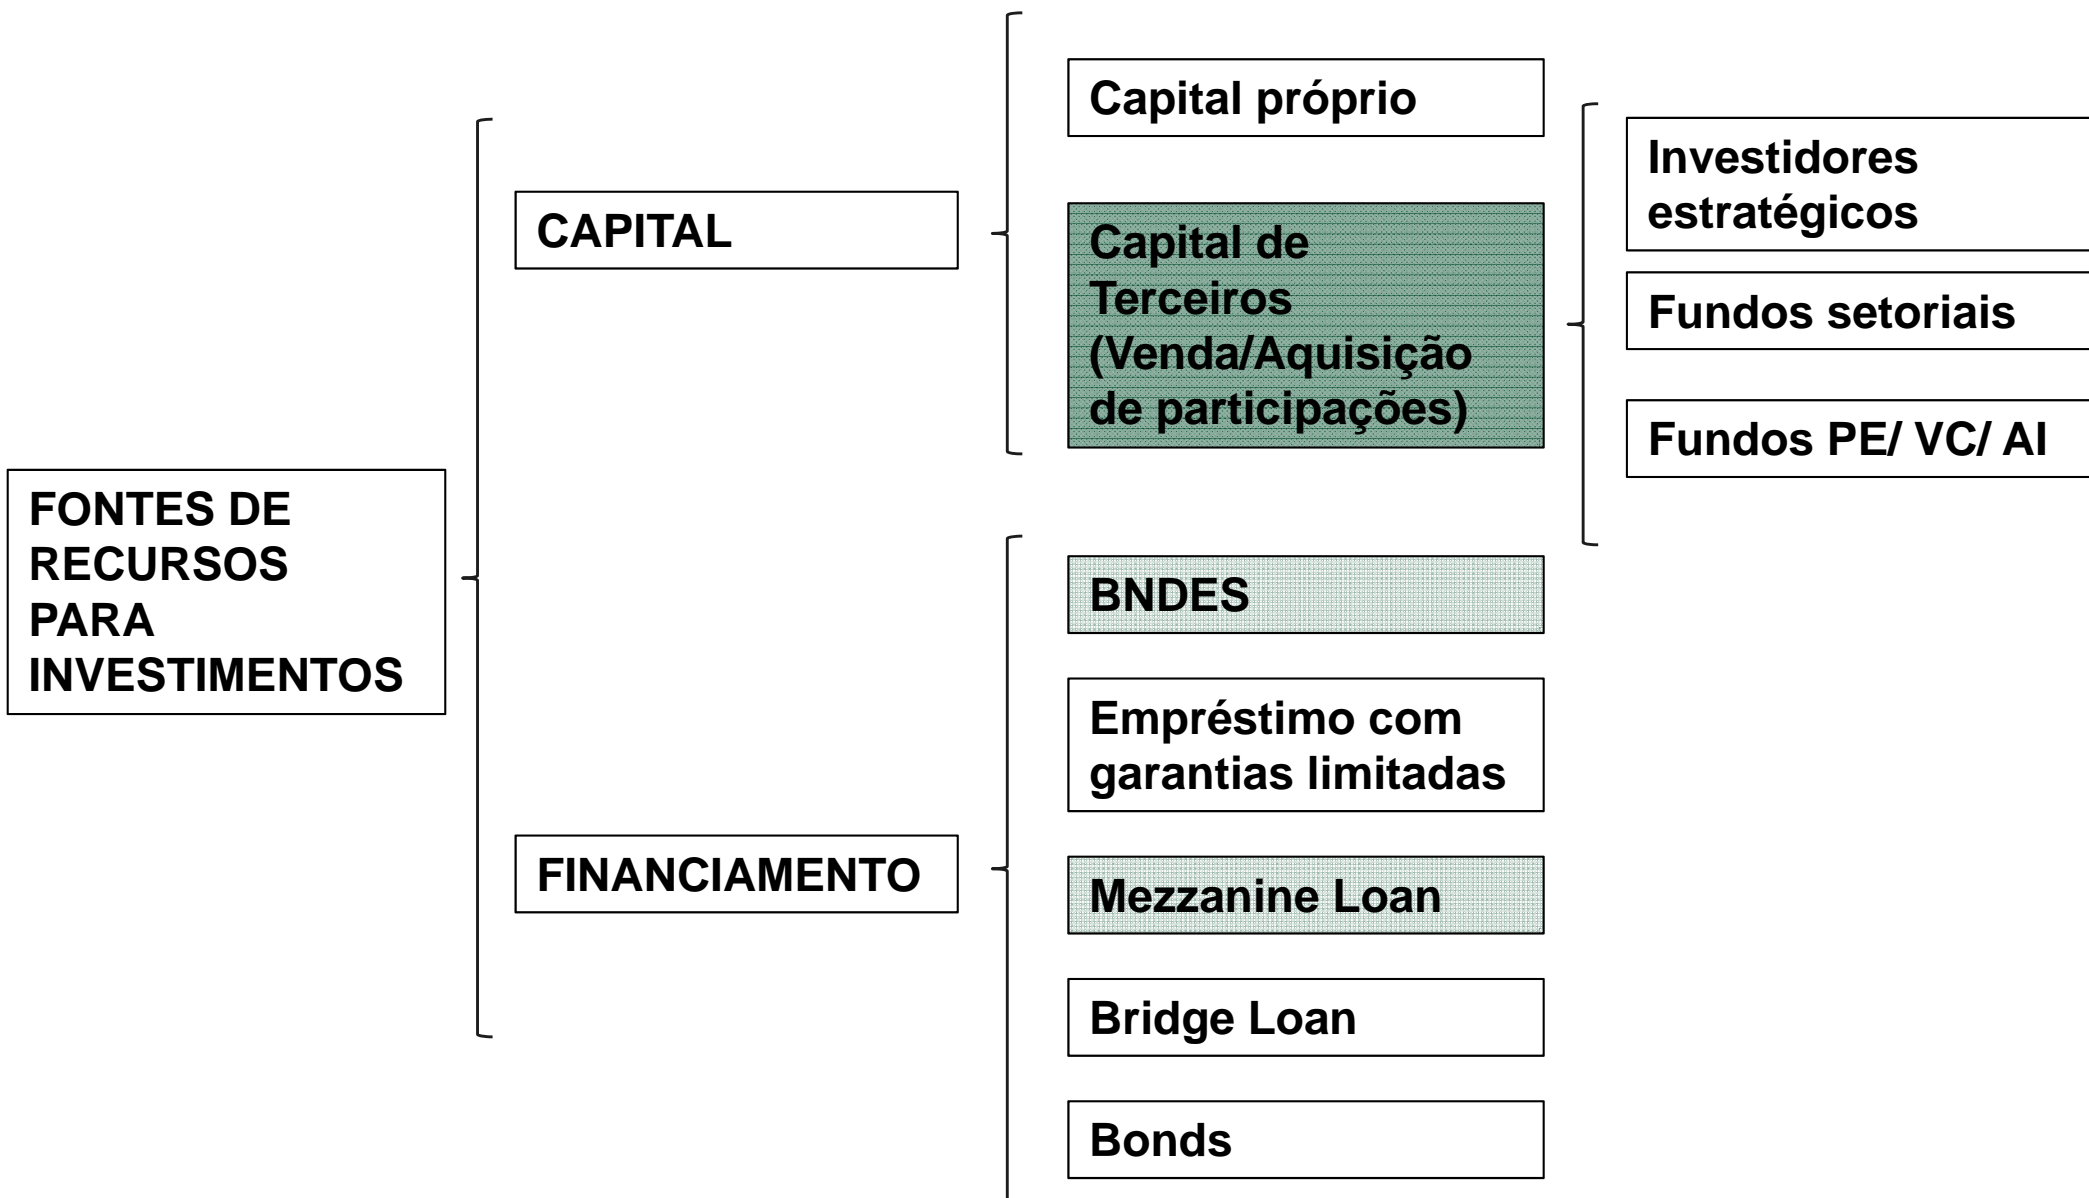 FONTES DE
RECURSOS
PARA
INVESTIMENTOS
CAPITAL
Capital próprio
Capital de
Terceiros
(Venda/Aquisição
de participações)
Investidores
estratégicos
Fundos setoriais
Fundos PE/ VC/ AI
FINANCIAMENTO
BNDES
Empréstimo com
garantias limitadas
Mezzanine Loan
Bridge Loan
Bonds